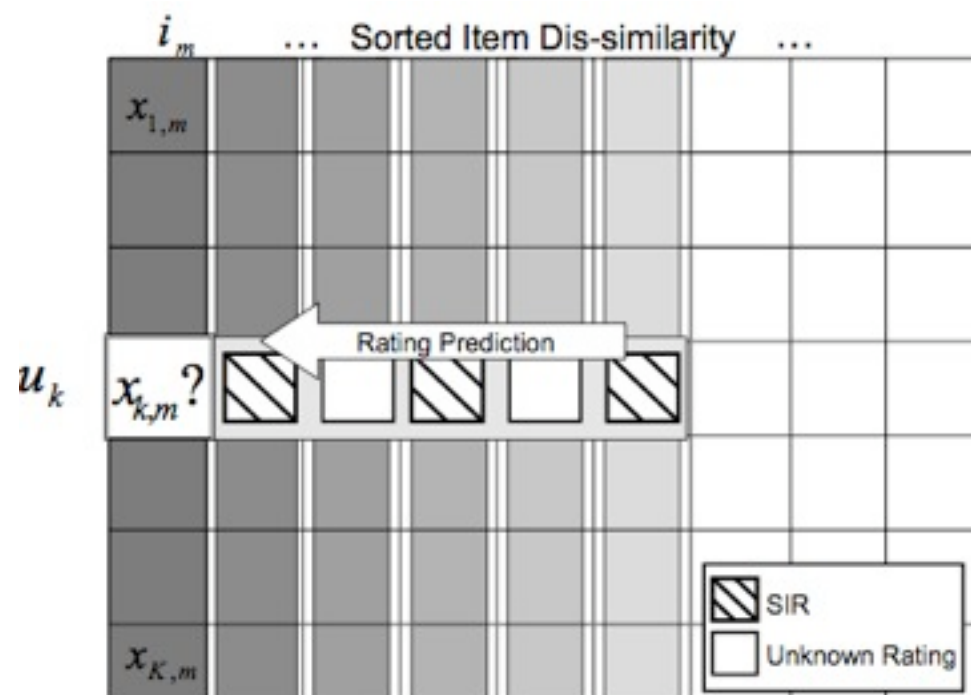 i_m ... Sorted Item Dis-similarity ...
x_{1,m}
Rating Prediction
u_k x_{k,m}?
SIR
Unknown Rating
x_{K,m}